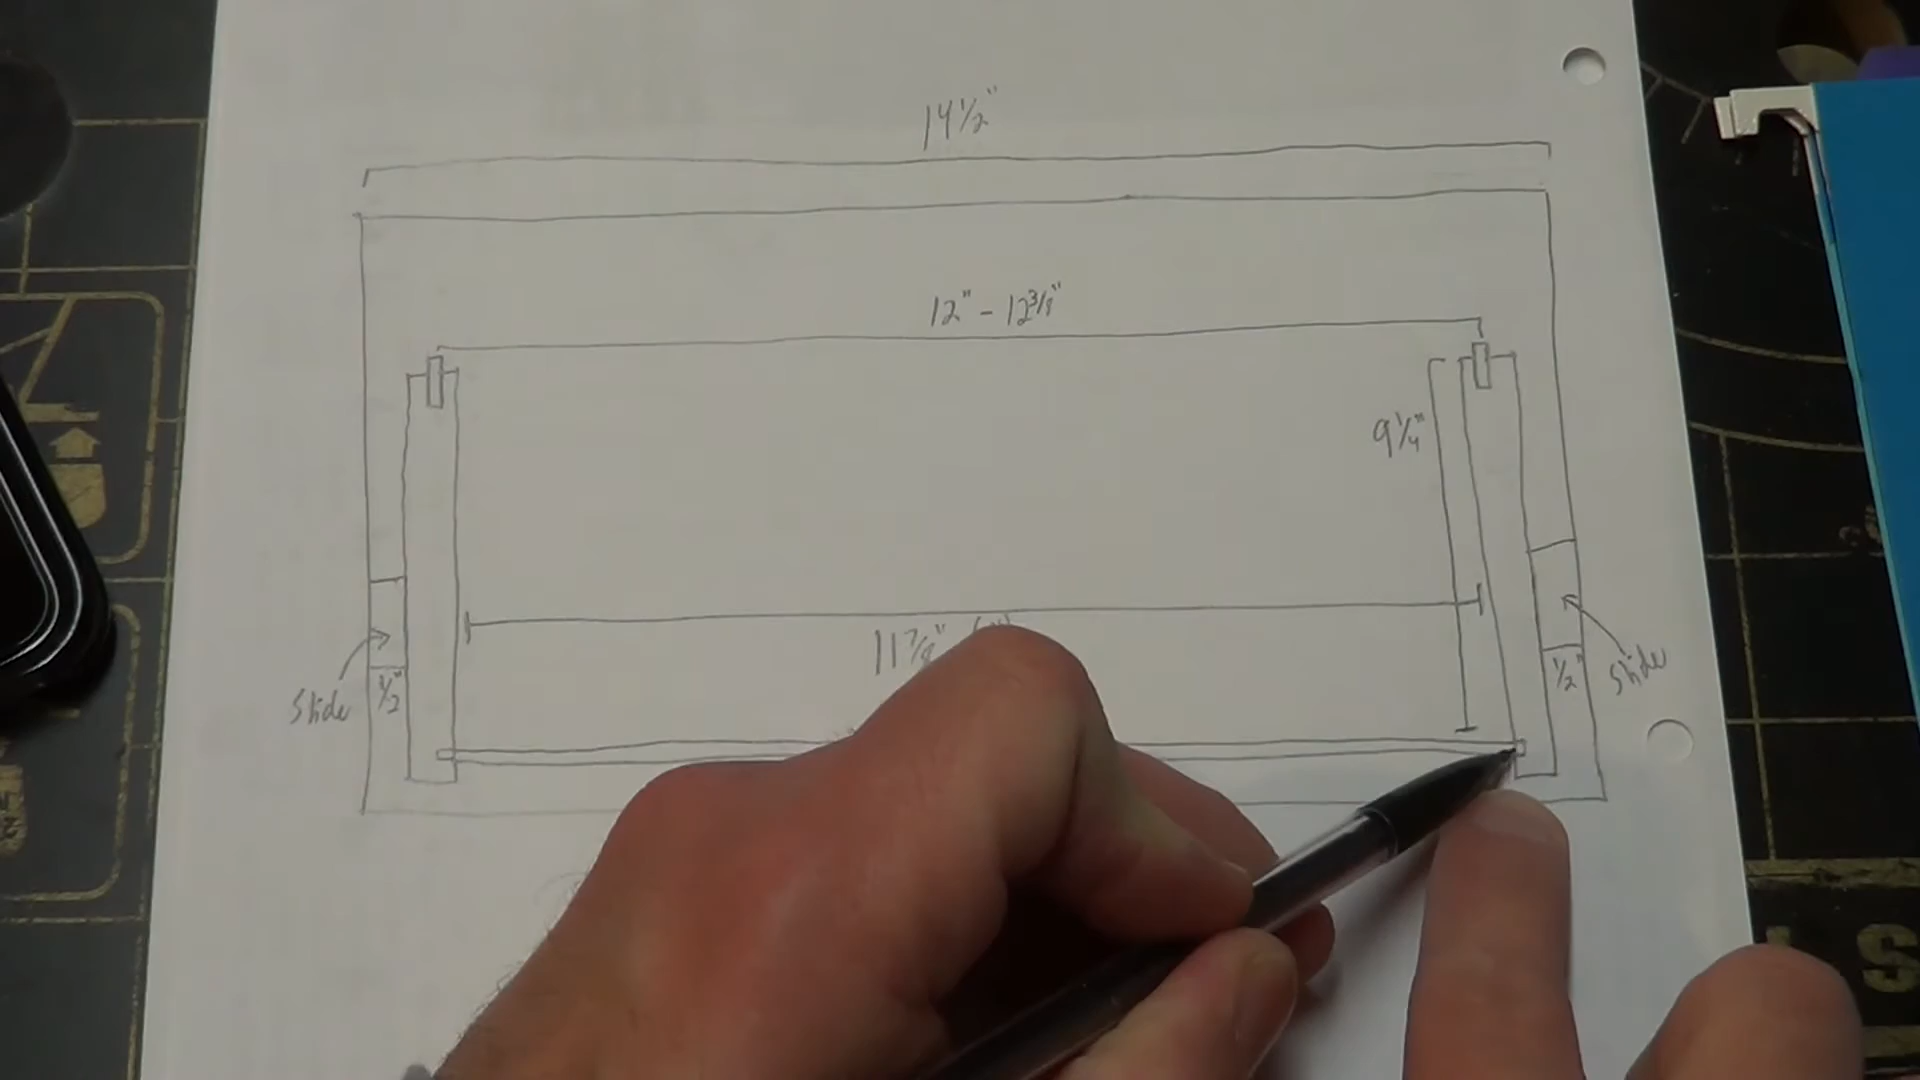 14 1/2"
12" - 12 3/8"
9 1/4"
11 7/8"
Slide
1/2"
1/2"
Slide
S